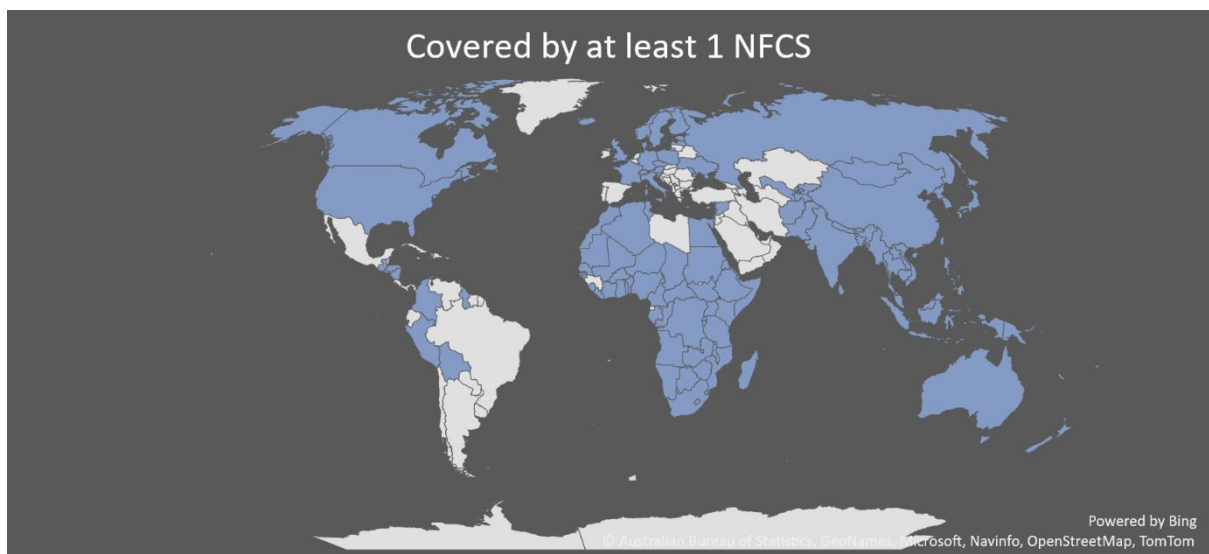 Covered by at least 1 NFCS
Powered by Bing
© Australian Bureau of Statistics, GeoNames, Microsoft, Navinfo, OpenStreetMap, TomTom